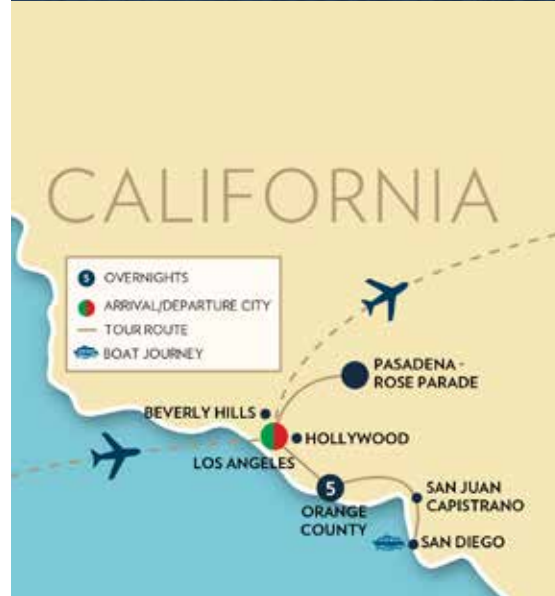 CALIFORNIA
5 OVERNIGHTS
ARRIVAL/DEPARTURE CITY
TOUR ROUTE
BOAT JOURNEY
PASADENA -
ROSE PARADE
BEVERLY HILLS
HOLLYWOOD
LOS ANGELES
5
ORANGE
COUNTY
SAN JUAN
CAPISTRANO
SAN DIEGO